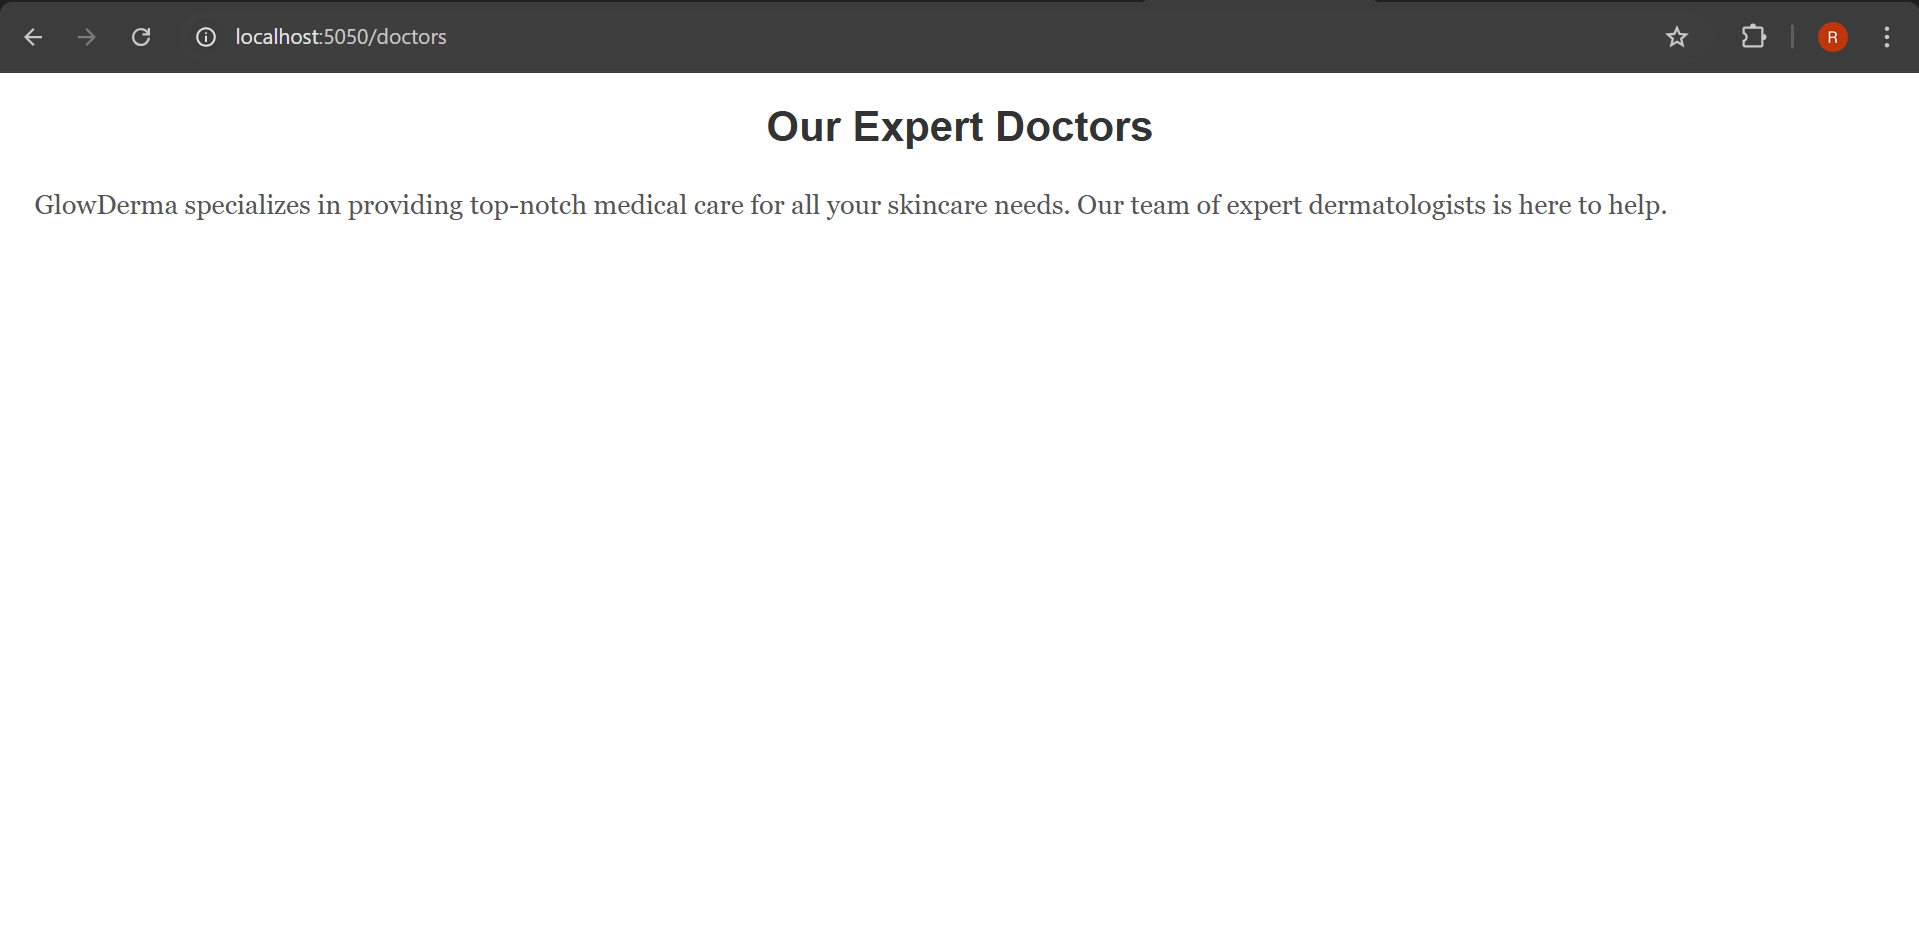 localhost:5050/doctors
R
Our Expert Doctors
GlowDerma specializes in providing top-notch medical care for all your skincare needs. Our team of expert dermatologists is here to help.